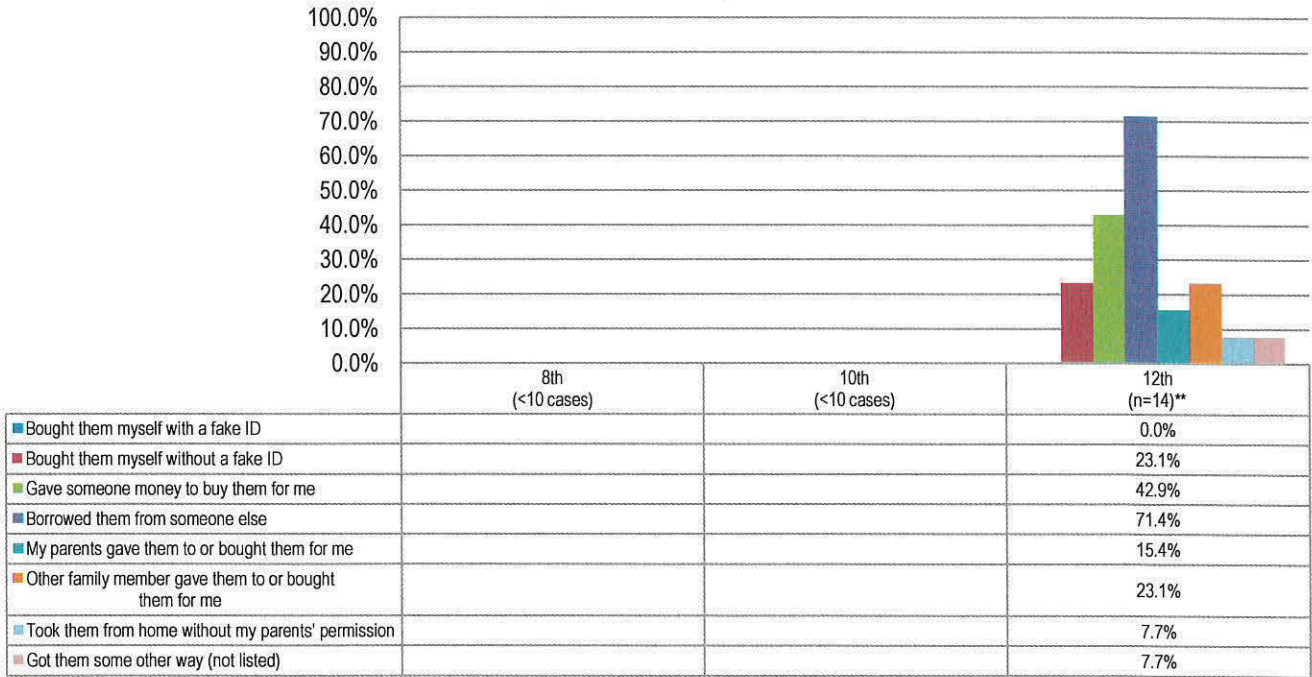 100.0%
90.0%
80.0%
70.0%
60.0%
50.0%
40.0%
30.0%
20.0%
10.0%
0.0%
8th
(<10 cases)
10th
(<10 cases)
12th
(n=14)**
Bought them myself with a fake ID 0.0%
Bought them myself without a fake ID 23.1%
Gave someone money to buy them for me 42.9%
Borrowed them from someone else 71.4%
My parents gave them to or bought them for me 15.4%
Other family member gave them to or bought
them for me 23.1%
Took them from home without my parents' permission 7.7%
Got them some other way (not listed) 7.7%